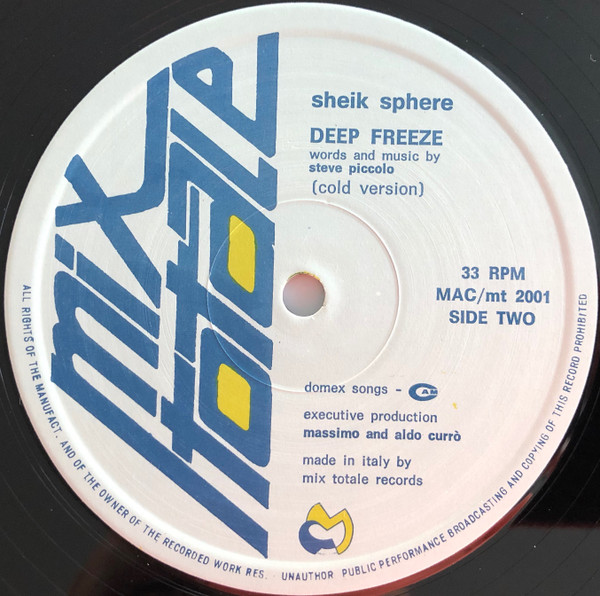 mix
totale
sheik sphere
DEEP FREEZE
words and music by
steve piccolo
(cold version)
33 RPM
MAC/mt 2001
SIDE TWO
domex songs - CAM
executive production
massimo and aldo currò
made in italy by
mix totale records
ALL RIGHTS OF THE MANUFACT. AND OF THE OWNER OF THE RECORDED WORK RES. UNAUTHOR PUBLIC PERFORMANCE BROADCASTING AND COPYNG OF THIS RECORD PROHIBITED